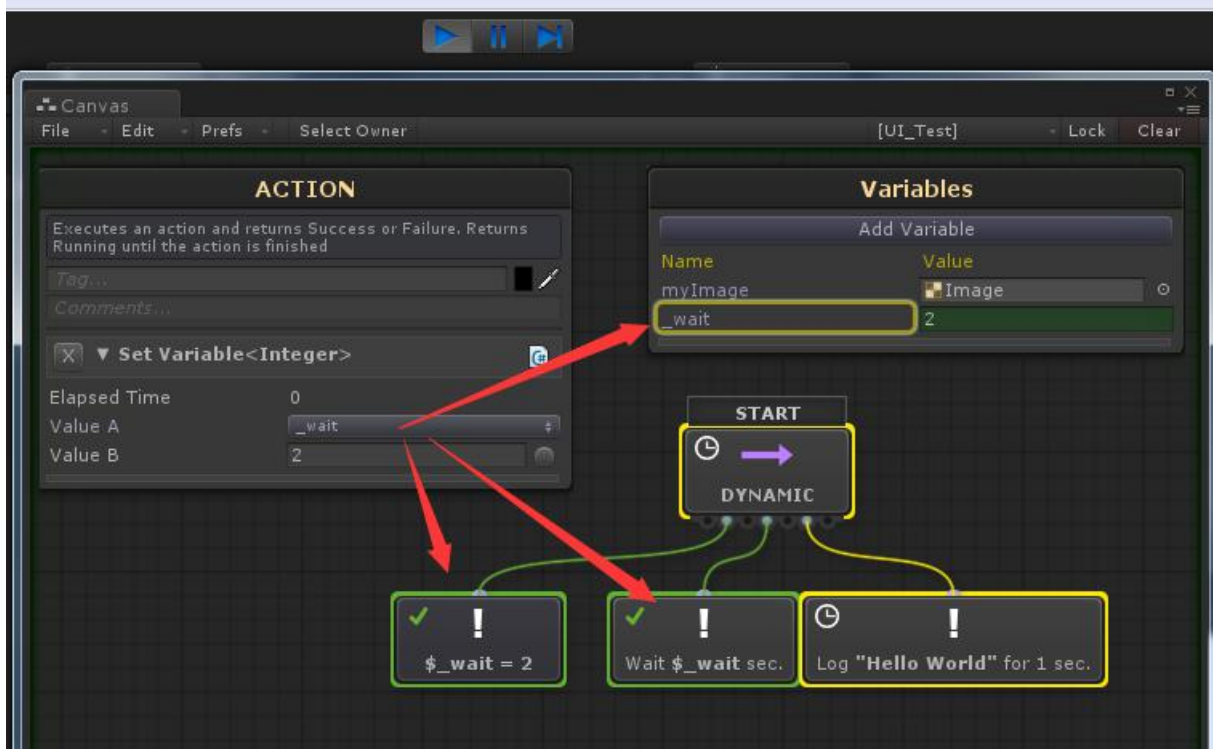 Canvas
File Edit Prefs Select Owner [UI_Test] Lock Clear
ACTION
Executes an action and returns Success or Failure. Returns
Running until the action is finished
Tag...
Comments...
X ▼ Set Variable<Integer>
Elapsed Time 0
Value A _wait
Value B 2
Variables
Add Variable
Name Value
myImage Image
_wait 2
START
DYNAMIC
$_wait = 2
Wait $_wait sec.
Log "Hello World" for 1 sec.